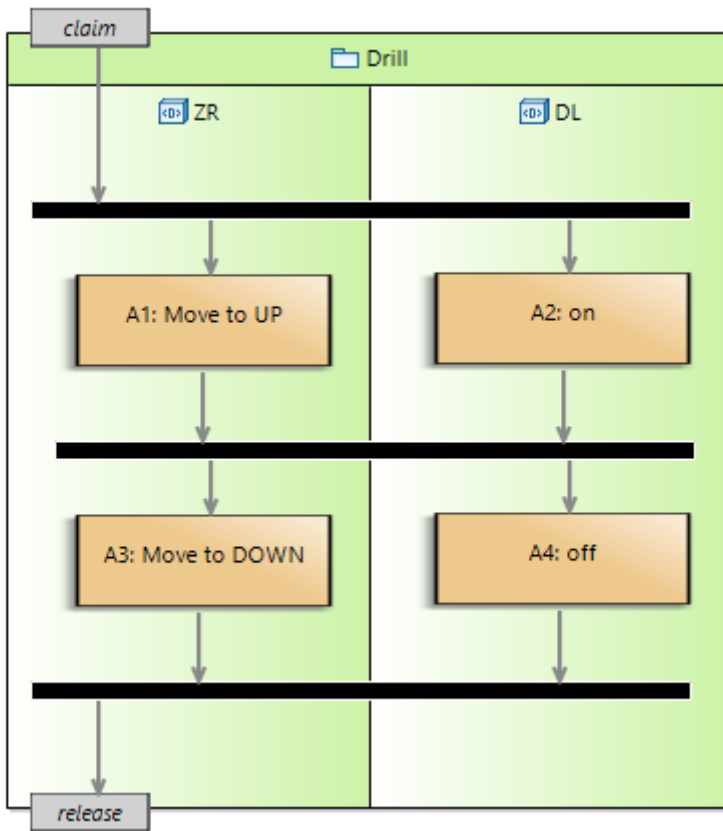 claim
Drill
<D> ZR
<D> DL
A1: Move to UP
A2: on
A3: Move to DOWN
A4: off
release